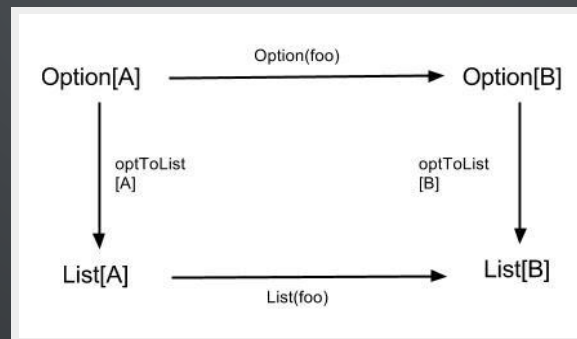 Option(foo)
Option[A]
Option[B]
optToList
[A]
optToList
[B]
List[A]
List[B]
List(foo)